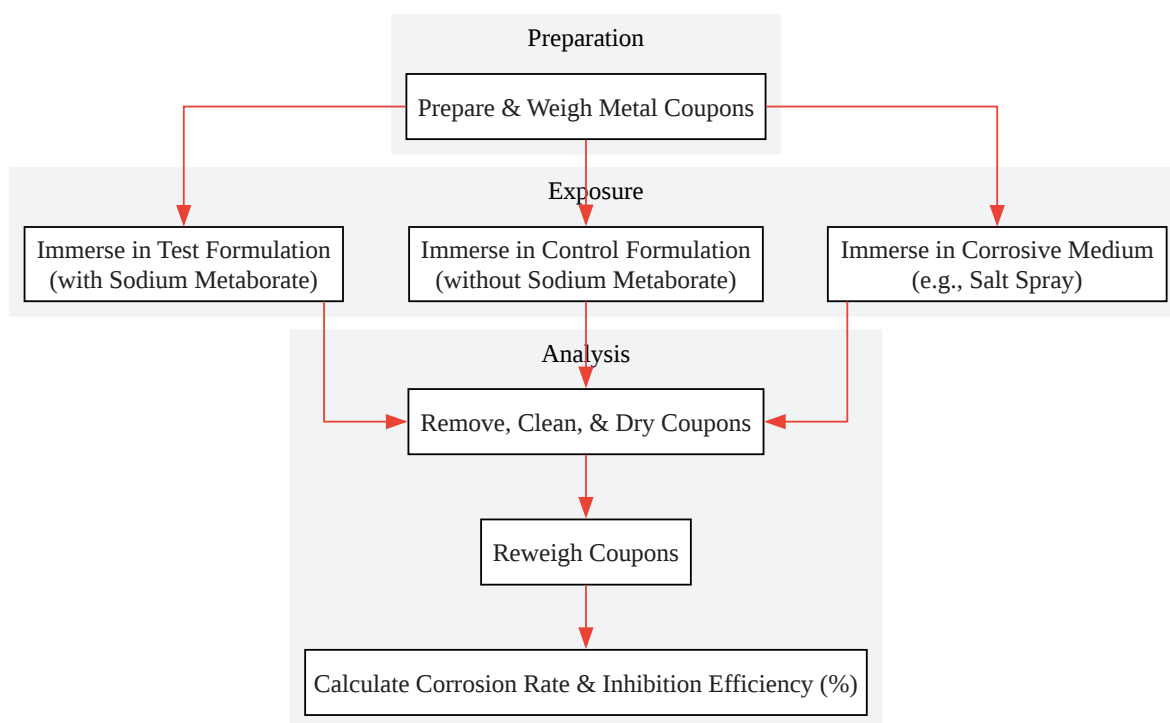 Preparation
Prepare & Weigh Metal Coupons
Exposure
Immerse in Test Formulation
(with Sodium Metaborate)
Immerse in Control Formulation
(without Sodium Metaborate)
Immerse in Corrosive Medium
(e.g., Salt Spray)
Analysis
Remove, Clean, & Dry Coupons
Reweigh Coupons
Calculate Corrosion Rate & Inhibition Efficiency (%)